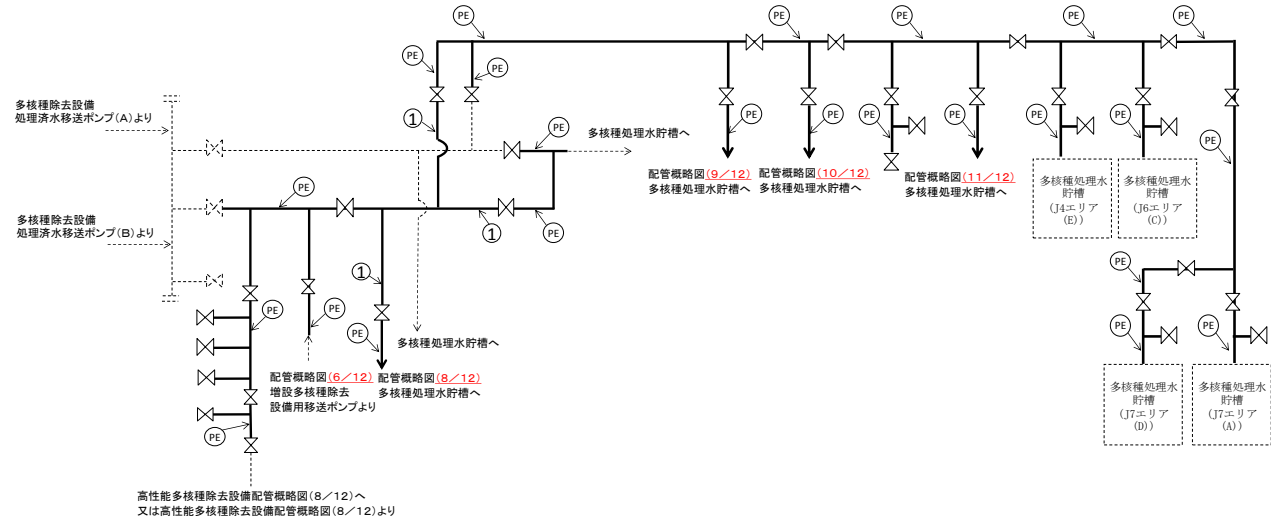 PE
PE
PE
PE
PE
PE
PE
多核種除去設備
処理済水移送ポンプ(A)より
①
PE
多核種処理水貯槽へ
PE
PE
PE
PE
PE
PE
PE
配管概略図(9/12)
多核種処理水貯槽へ
配管概略図(10/12)
多核種処理水貯槽へ
配管概略図(11/12)
多核種処理水貯槽へ
多核種処理水
貯槽
(J4エリア
(E))
多核種処理水
貯槽
(J6エリア
(C))
PE
多核種除去設備
処理済水移送ポンプ(B)より
①
PE
①
PE
PE
PE
PE
PE
PE
多核種処理水貯槽へ
配管概略図(6/12)
増設多核種除去
設備用移送ポンプより
配管概略図(8/12)
多核種処理水貯槽へ
多核種処理水
貯槽
(J7エリア
(D))
多核種処理水
貯槽
(J7エリア
(A))
PE
高性能多核種除去設備配管概略図(8/12)へ
又は高性能多核種除去設備配管概略図(8/12)より